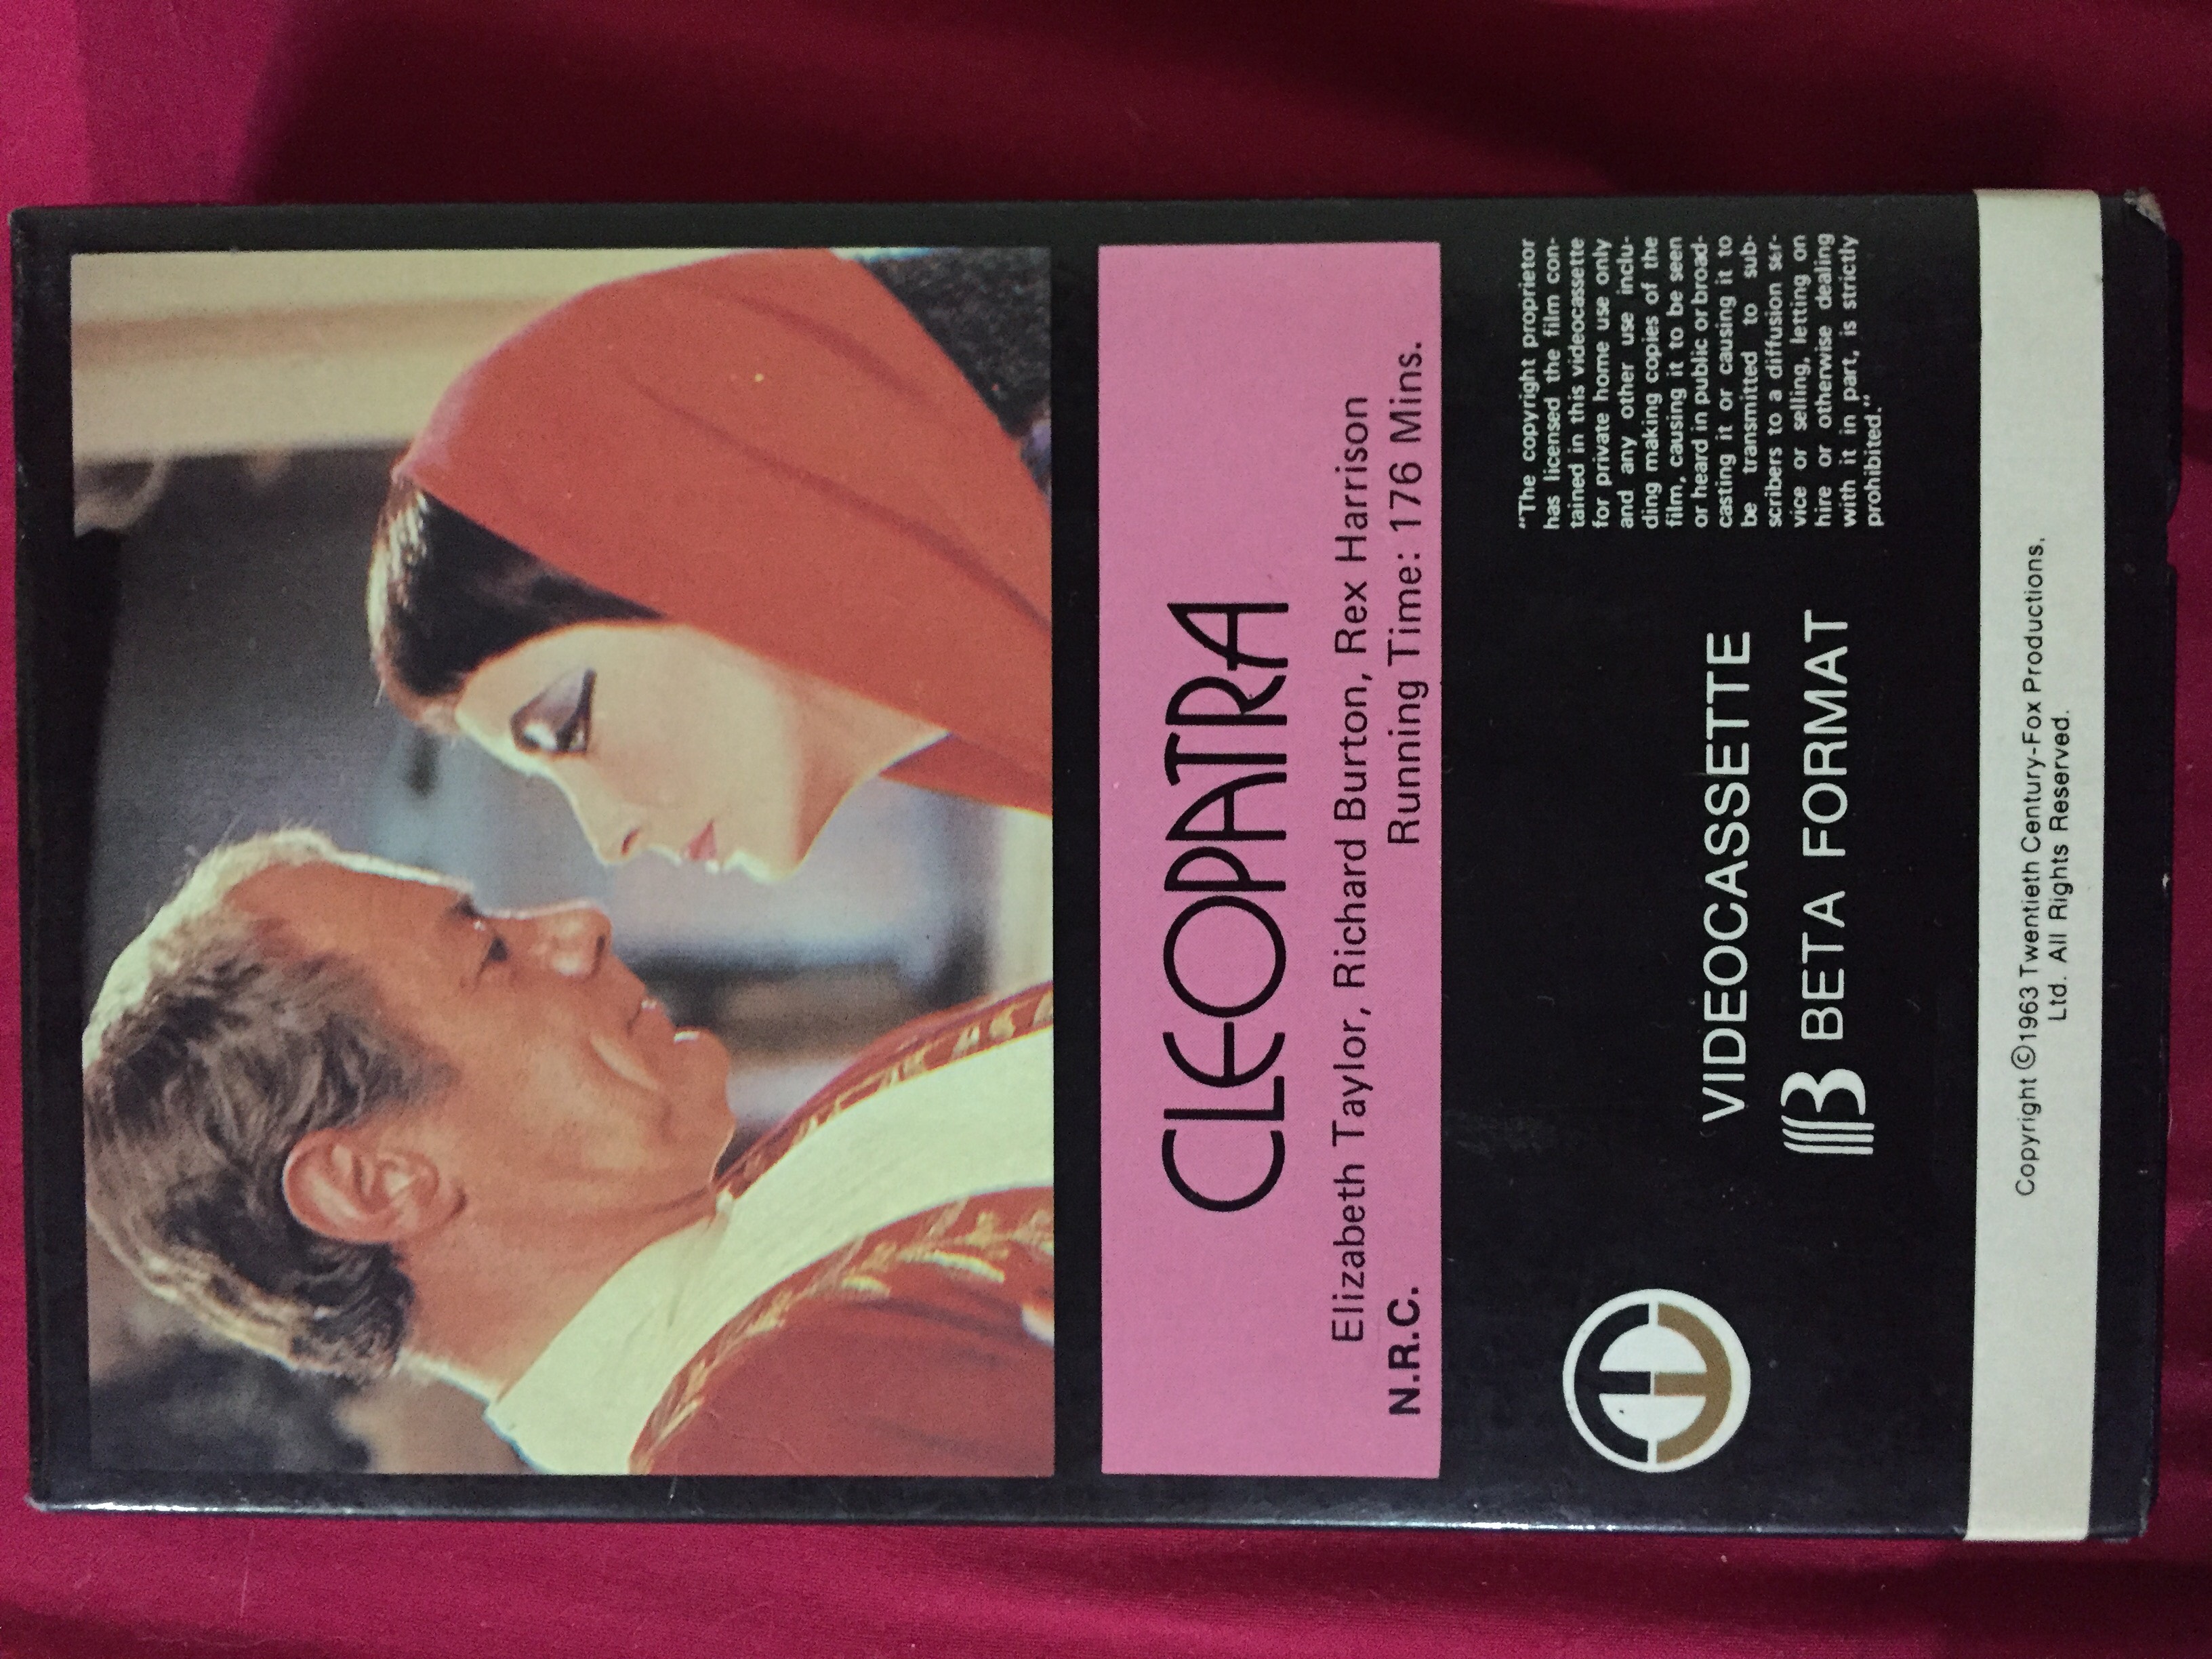 CLEOPATRA
Elizabeth Taylor, Richard Burton, Rex Harrison
N.R.C. Running Time: 176 Mins.
VIDEOCASSETTE
BETA FORMAT
"The copyright proprietor
has licensed the film con-
tained in this videocassette
for private home use only
and any other use inclu-
ding making copies of the
film, causing it to be seen
or heard in public or broad-
casting it or causing it to
be transmitted to sub-
scribers to a diffusion ser-
vice or selling, letting on
hire or otherwise dealing
with it in part, is strictly
prohibited."
Copyright ©1963 Twentieth Century-Fox Productions.
Ltd. All Rights Reserved.